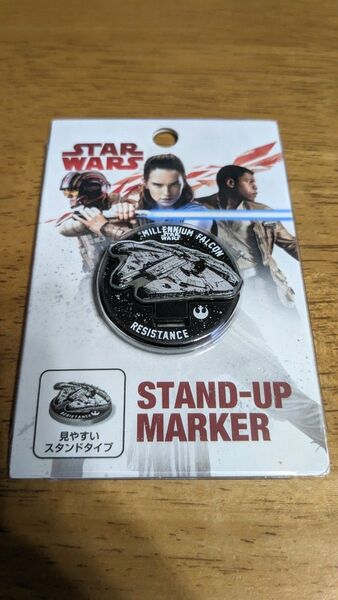 STAR
WARS
MILLENNIUM FALCON
STAR
WARS
RESISTANCE
RESISTANCE
見やすい
スタンドタイプ
STAND-UP
MARKER